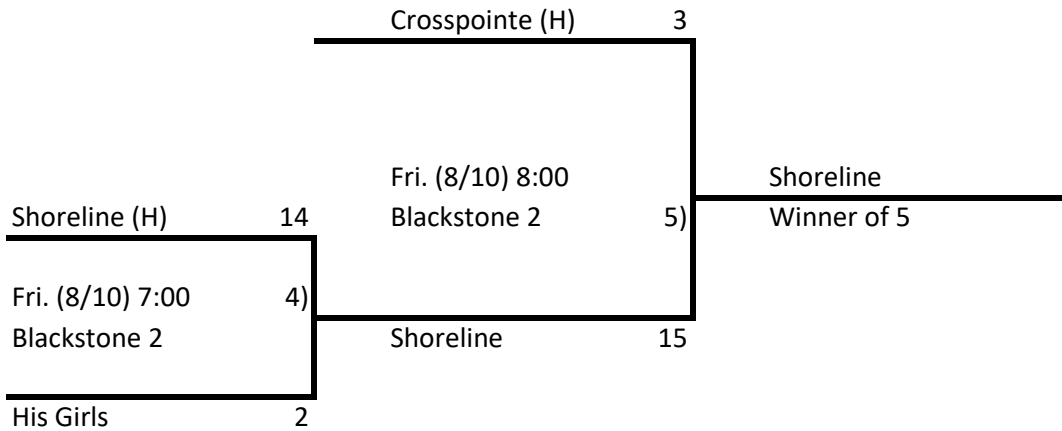 Crosspointe (H) 3
Fri. (8/10) 8:00
Blackstone 2 5)
Shoreline
Winner of 5
Shoreline (H) 14
Fri. (8/10) 7:00 4)
Blackstone 2
Shoreline 15
His Girls 2